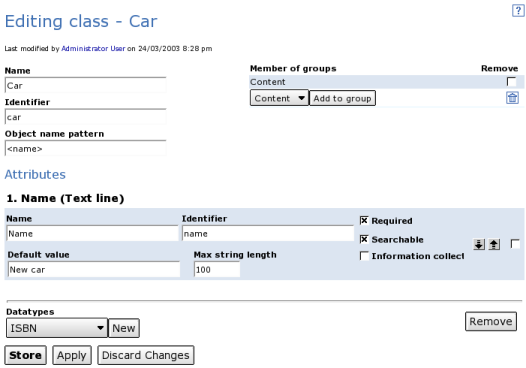 Editing class - Car
?
Last modified by Administrator User on 24/03/2003 8:28 pm
Name
Car
Identifier
car
Object name pattern
<name>
Member of groups Remove
Content
Content Add to group
Attributes
1. Name (Text line)
Name Identifier
Name name
Required
Searchable
Information collect
Default value Max string length
New car 100
Datatypes
ISBN New
Remove
Store Apply Discard Changes